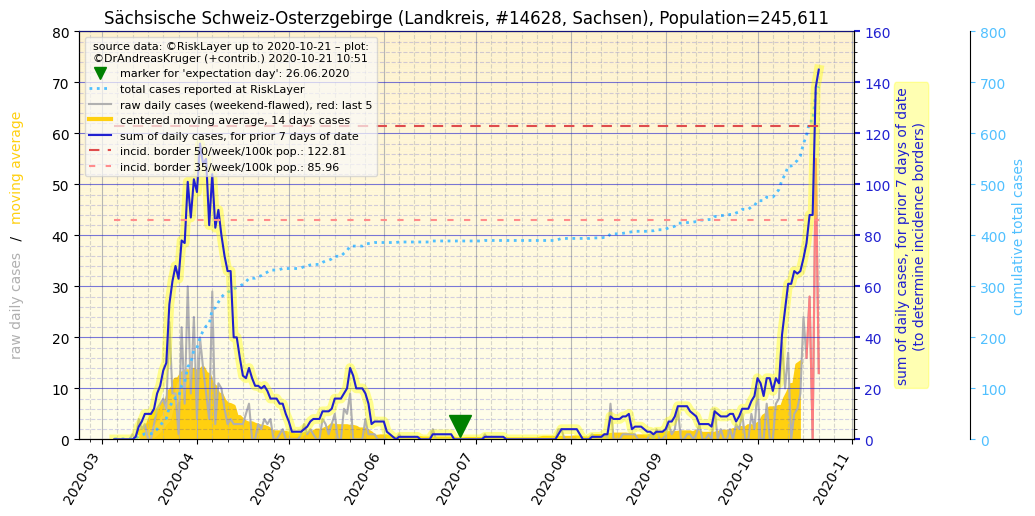 Sächsische Schweiz-Osterzgebirge (Landkreis, #14628, Sachsen), Population=245,611
source data: ©RiskLayer up to 2020-10-21 – plot:
©DrAndreasKruger (+contrib.) 2020-10-21 10:51
marker for 'expectation day': 26.06.2020
total cases reported at RiskLayer
raw daily cases (weekend-flawed), red: last 5
centered moving average, 14 days cases
sum of daily cases, for prior 7 days of date
incid. border 50/week/100k pop.: 122.81
incid. border 35/week/100k pop.: 85.96
raw daily cases / moving average
80
70
60
50
40
30
20
10
0
160
140
120
100
80
60
40
20
0
sum of daily cases, for prior 7 days of date
(to determine incidence borders)
800
700
600
500
400
300
200
100
0
cumulative total cases
2020-03
2020-04
2020-05
2020-06
2020-07
2020-08
2020-09
2020-10
2020-11